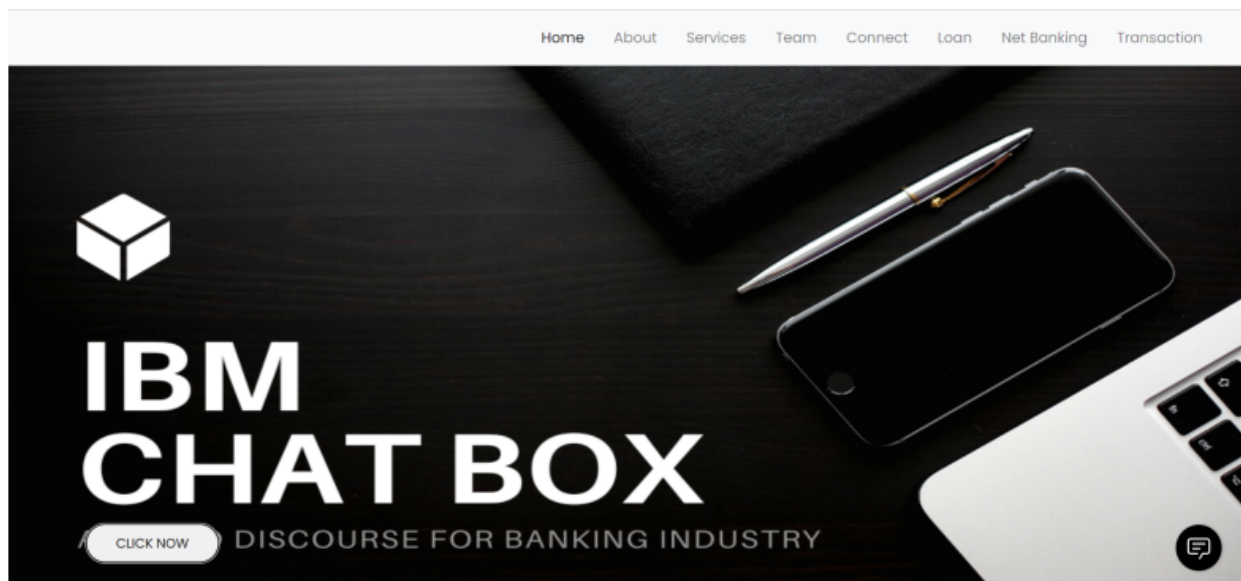 Home About Services Team Connect Loan Net Banking Transaction
IBM
CHAT BOX
DISCOURSE FOR BANKING INDUSTRY
CLICK NOW